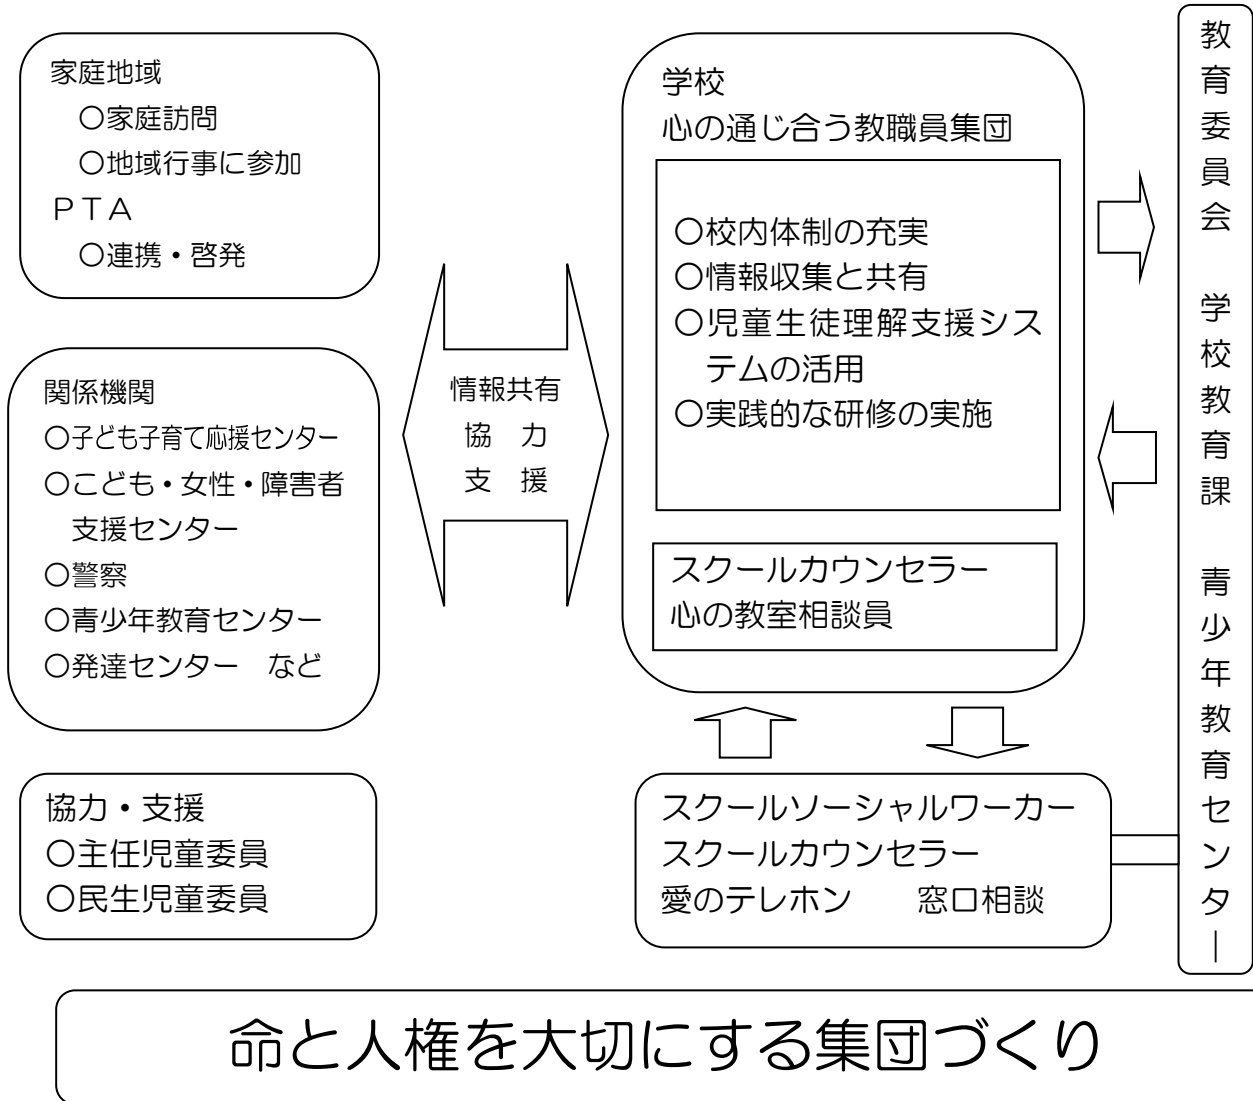 家庭地域
○家庭訪問
○地域行事に参加
ＰＴＡ
○連携・啓発
関係機関
○子ども子育て応援センター
○こども・女性・障害者
支援センター
○警察
○青少年教育センター
○発達センター　など
協力・支援
○主任児童委員
○民生児童委員
情報共有
協　力
支　援
学校
心の通じ合う教職員集団
○校内体制の充実
○情報収集と共有
○児童生徒理解支援シス
テムの活用
○実践的な研修の実施
スクールカウンセラー
心の教室相談員
スクールソーシャルワーカー
スクールカウンセラー
愛のテレホン　　窓口相談
教育委員会　学校教育課　青少年教育センター
命と人権を大切にする集団づくり